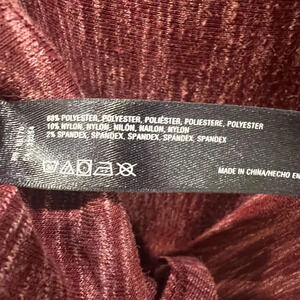 88% POLYESTER, POLYESTER, POLIÉSTER, POLIESTERE, POLYESTER
10% NYLON, NYLON, NILÓN, NAILON, NYLON
2% SPANDEX, SPANDEX, SPANDEX, SPANDEX, SPANDEX
MADE IN CHINA/HECHO EN